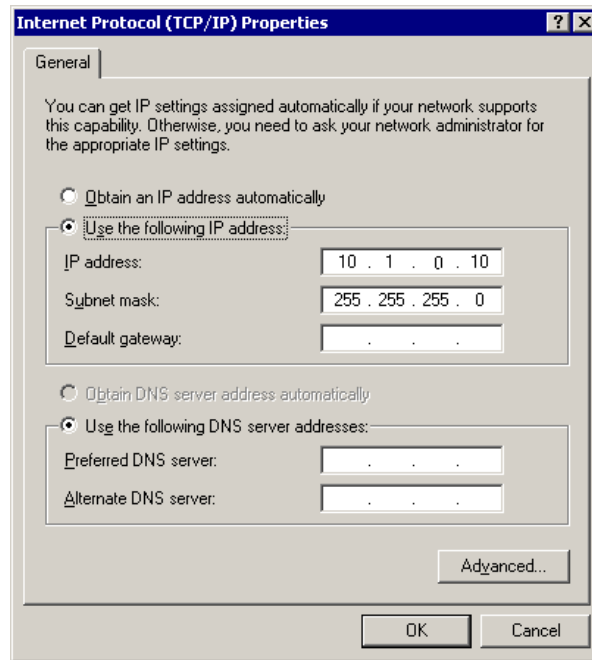 Internet Protocol (TCP/IP) Properties
General
You can get IP settings assigned automatically if your network supports
this capability. Otherwise, you need to ask your network administrator for
the appropriate IP settings.
Obtain an IP address automatically
Use the following IP address:
IP address: 10 . 1 . 0 . 10
Subnet mask: 255 . 255 . 255 . 0
Default gateway: . . .
Obtain DNS server address automatically
Use the following DNS server addresses:
Preferred DNS server: . . .
Alternate DNS server: . . .
Advanced...
OK Cancel